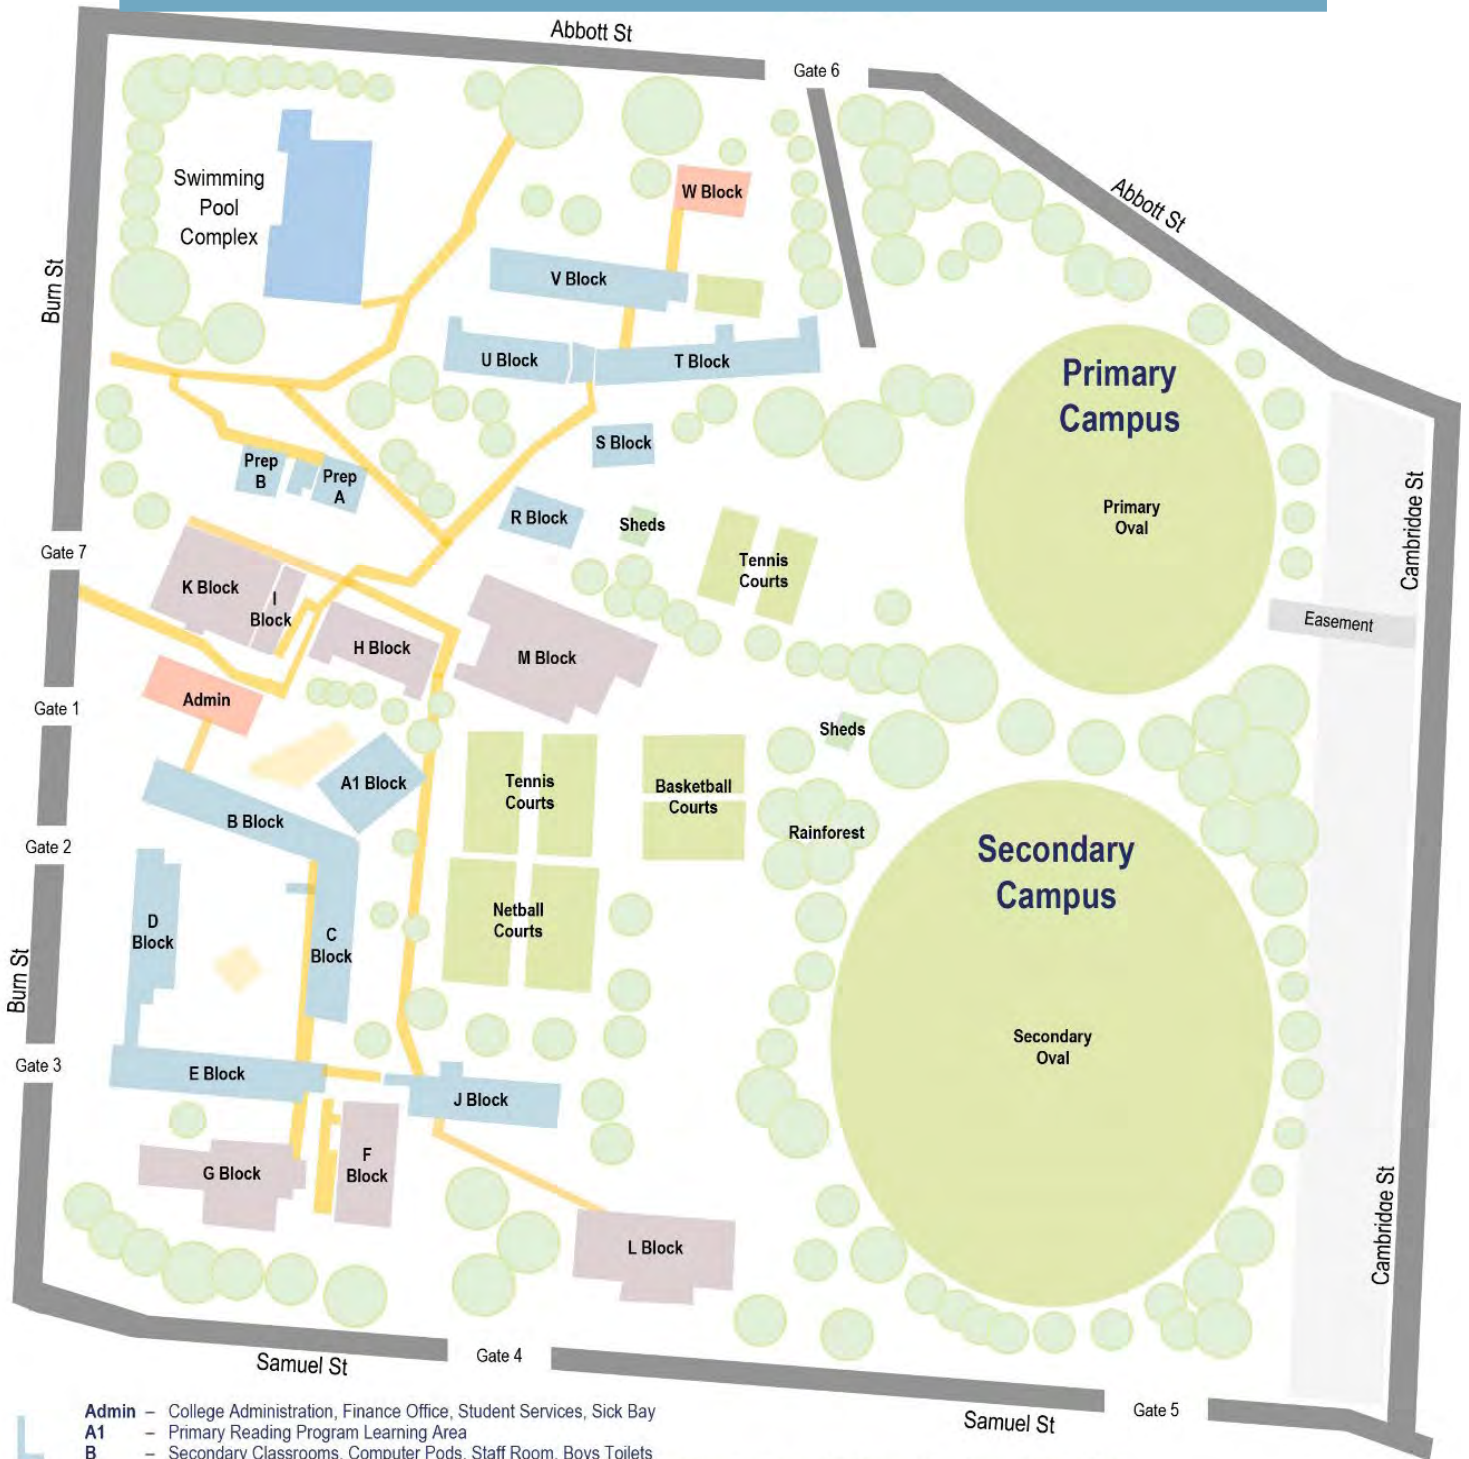 Abbott St
Gate 6
Swimming
Pool
Complex
W Block
Abbott St
V Block
Burn St
U Block
T Block
Primary
Campus
S Block
Prep
B
Prep
A
R Block
Sheds
Primary
Oval
Cambridge St
Gate 7
Tennis
Courts
K Block
I
Block
Easement
H Block
M Block
Admin
Gate 1
Sheds
A1 Block
Tennis
Courts
Basketball
Courts
B Block
Rainforest
Gate 2
Secondary
Campus
D
Block
C
Block
Netball
Courts
Burn St
Secondary
Oval
Gate 3
E Block
J Block
G Block
F
Block
Cambridge St
L Block
Samuel St
Gate 4
Gate 5
Samuel St
Admin – College Administration, Finance Office, Student Services, Sick Bay
A1 – Primary Reading Program Learning Area
B – Secondary Classrooms, Computer Pods, Staff Room, Boys Toilets